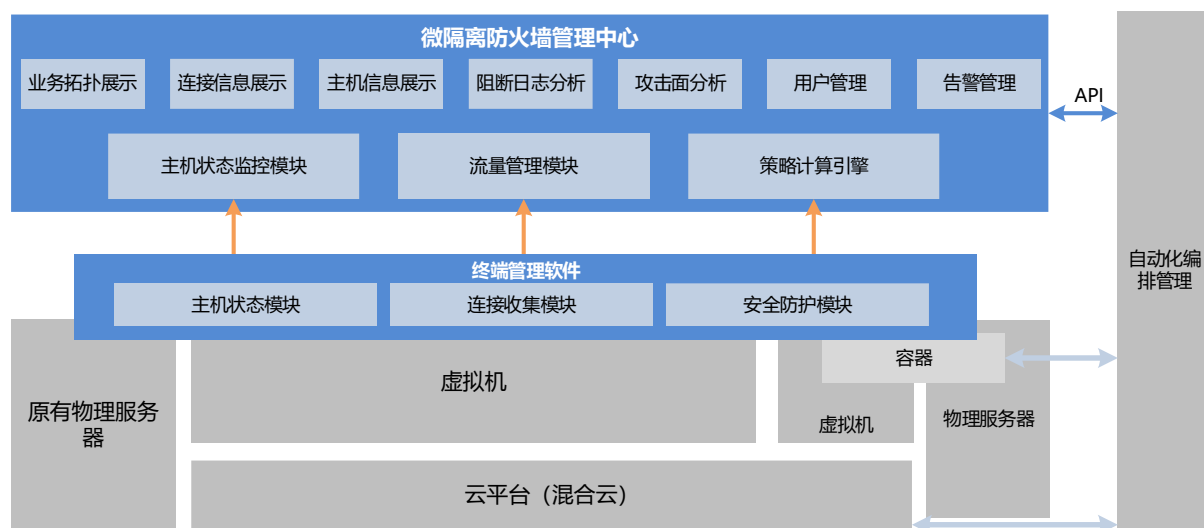 微隔离防火墙管理中心
业务拓扑展示
连接信息展示
主机信息展示
阻断日志分析
攻击面分析
用户管理
告警管理
API
主机状态监控模块
流量管理模块
策略计算引擎
自动化编
排管理
终端管理软件
主机状态模块
连接收集模块
安全防护模块
容器
虚拟机
原有物理服务
器
虚拟机
物理服务器
云平台（混合云）